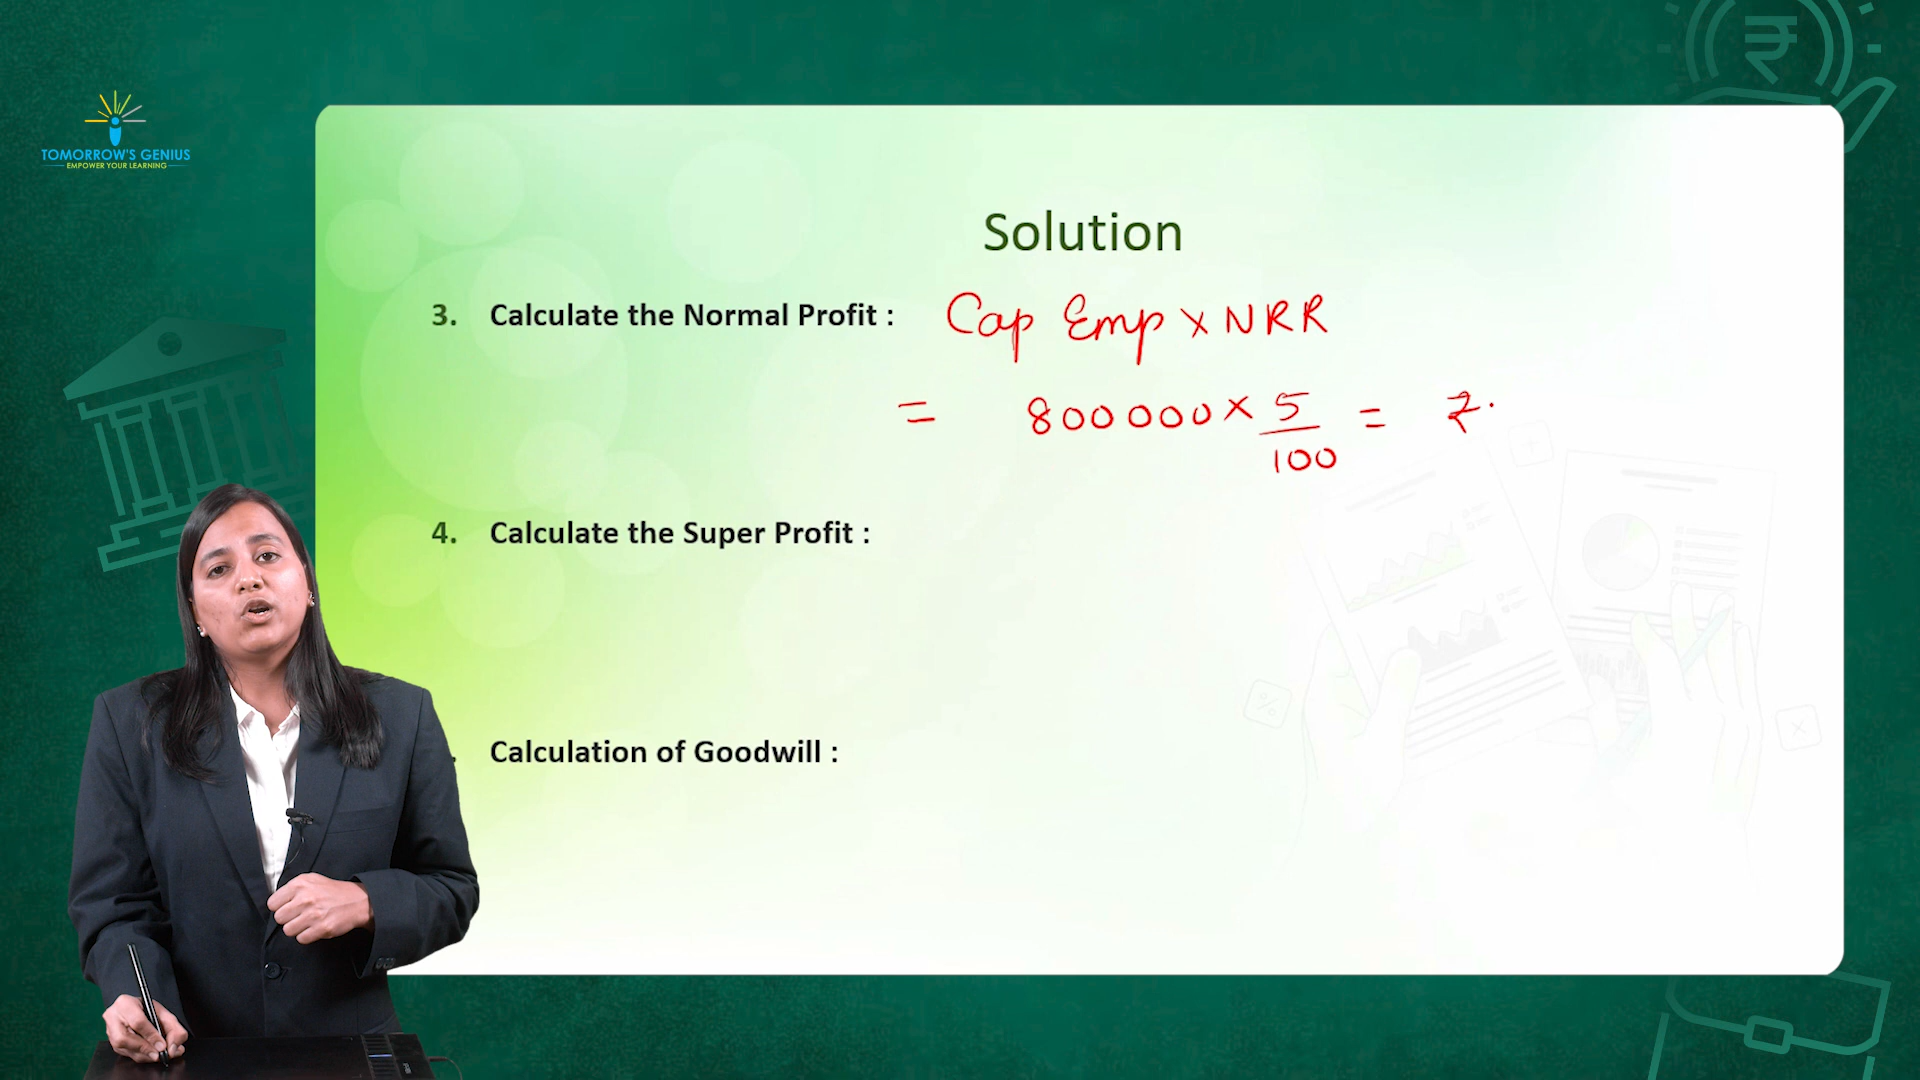 TOMORROW'S GENIUS
EMPOWER YOUR LEARNING
Solution
3. Calculate the Normal Profit : Cap Emp x NRR
= 800000 x 5/100 = ₹.
4. Calculate the Super Profit :
. Calculation of Goodwill :